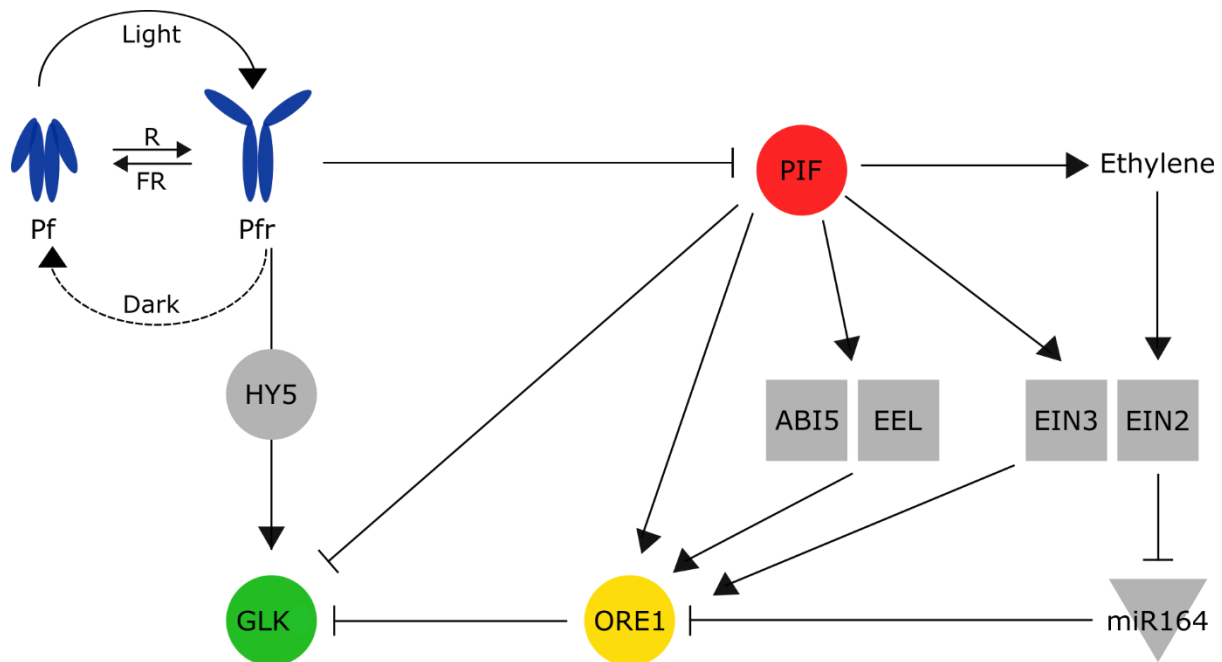 Light
R
FR
Pf
Pfr
Dark
PIF
Ethylene
HY5
ABI5
EEL
EIN3
EIN2
GLK
ORE1
miR164